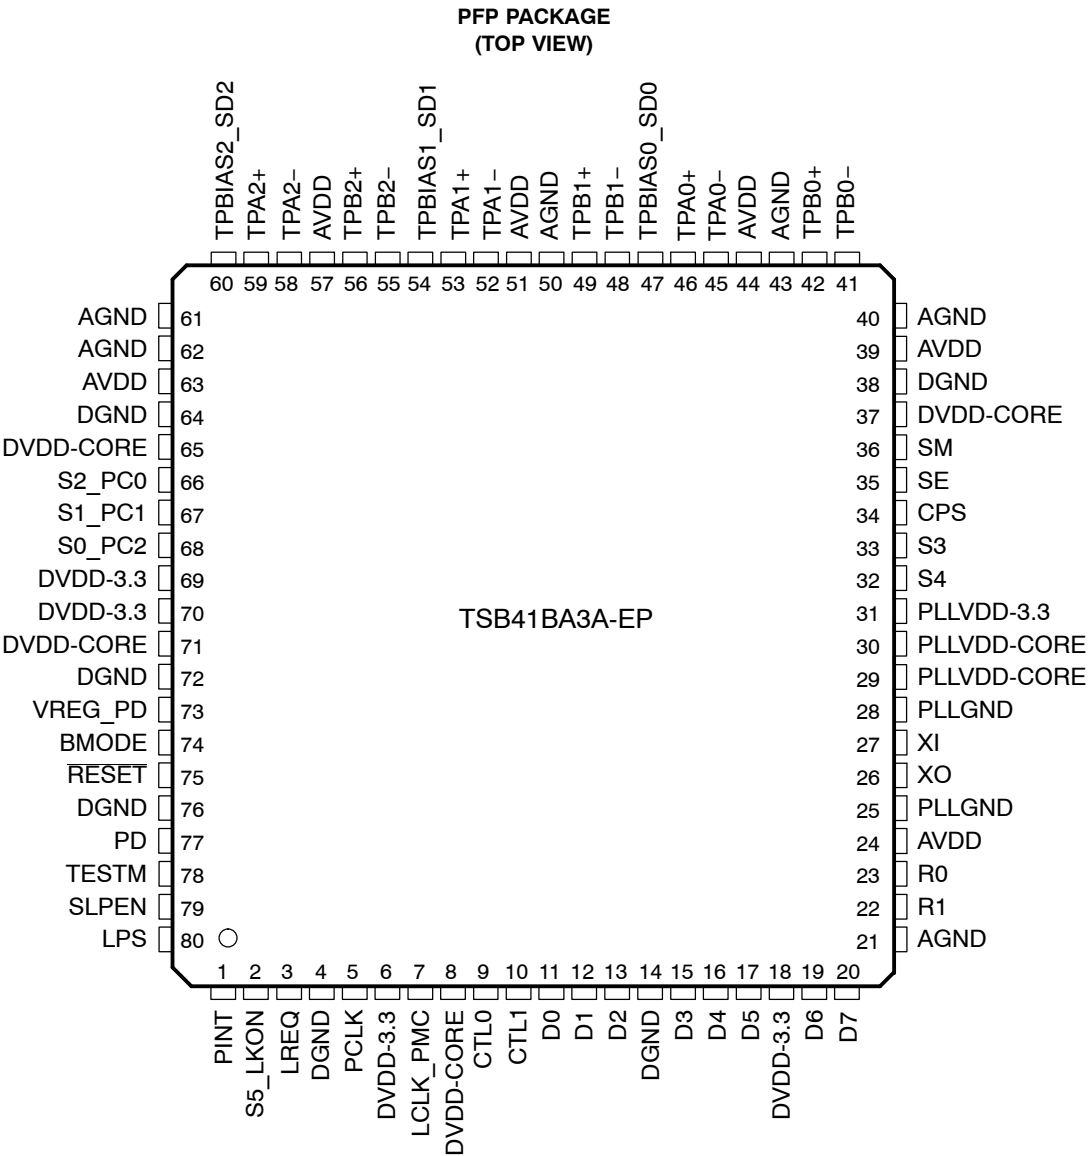 PFP PACKAGE
(TOP VIEW)
TPBIAS2_SD2
TPA2+
TPA2−
AVDD
TPB2+
TPB2−
TPBIAS1_SD1
TPA1+
TPA1−
AVDD
AGND
TPB1+
TPB1−
TPBIAS0_SD0
TPA0+
TPA0−
AVDD
AGND
TPB0+
TPB0−
60 59 58 57 56 55 54 53 52 51 50 49 48 47 46 45 44 43 42 41
AGND 61
AGND 62
AVDD 63
DGND 64
DVDD-CORE 65
S2_PC0 66
S1_PC1 67
S0_PC2 68
DVDD-3.3 69
DVDD-3.3 70
DVDD-CORE 71
DGND 72
VREG_PD 73
BMODE 74
RESET 75
DGND 76
PD 77
TESTM 78
SLPEN 79
LPS 80
TSB41BA3A-EP
40 AGND
39 AVDD
38 DGND
37 DVDD-CORE
36 SM
35 SE
34 CPS
33 S3
32 S4
31 PLLVDD-3.3
30 PLLVDD-CORE
29 PLLVDD-CORE
28 PLLGND
27 XI
26 XO
25 PLLGND
24 AVDD
23 R0
22 R1
21 AGND
1 2 3 4 5 6 7 8 9 10 11 12 13 14 15 16 17 18 19 20
PINT
S5_LKON
LREQ
DGND
PCLK
DVDD-3.3
LCLK_PMC
DVDD-CORE
CTL0
CTL1
D0
D1
D2
DGND
D3
D4
D5
DVDD-3.3
D6
D7